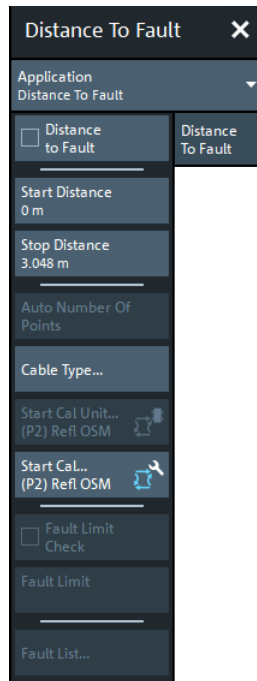 Distance To Fault
Application
Distance To Fault
Distance
to Fault
Distance
To Fault
Start Distance
0 m
Stop Distance
3.048 m
Auto Number Of
Points
Cable Type...
Start Cal Unit...
(P2) Refl OSM
Start Cal...
(P2) Refl OSM
Fault Limit
Check
Fault Limit
Fault List...